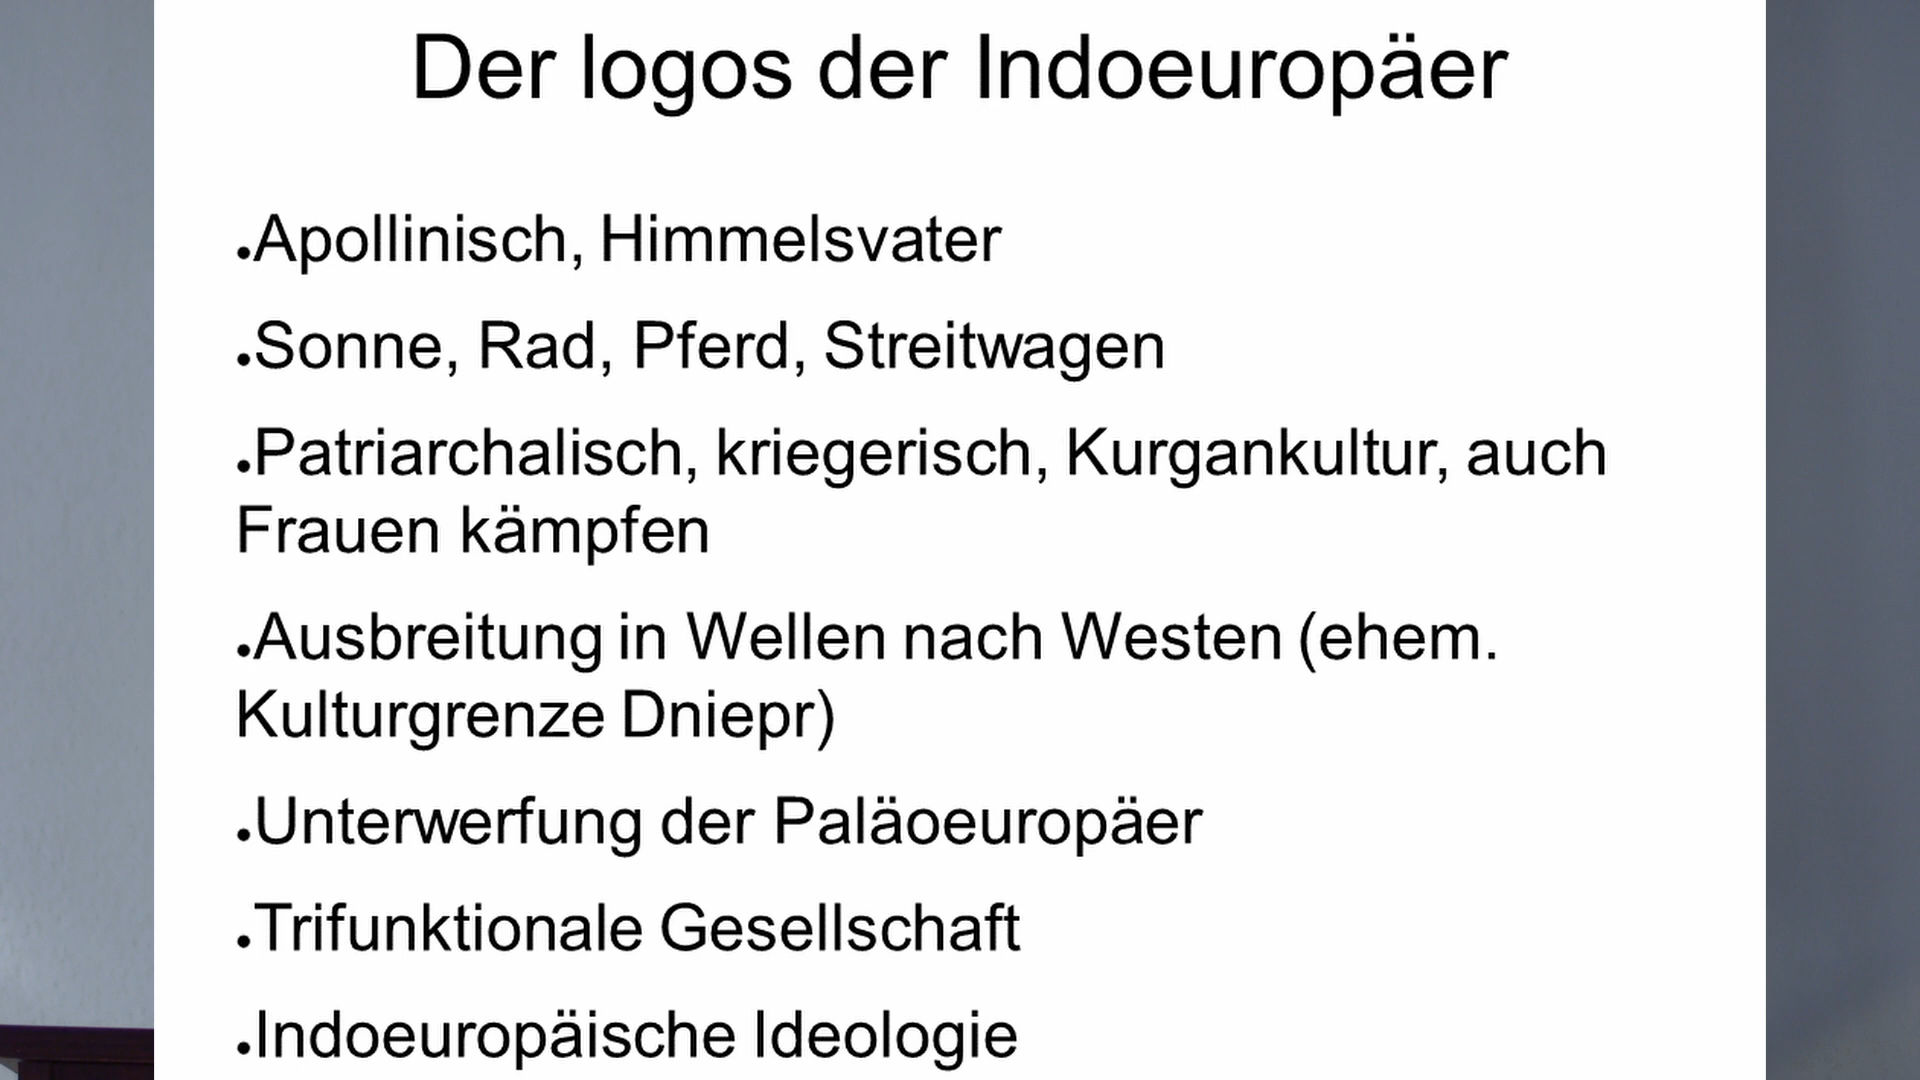 Der logos der Indoeuropäer
•Apollinisch, Himmelsvater
•Sonne, Rad, Pferd, Streitwagen
•Patriarchalisch, kriegerisch, Kurgankultur, auch
Frauen kämpfen
•Ausbreitung in Wellen nach Westen (ehem.
Kulturgrenze Dniepr)
•Unterwerfung der Paläoeuropäer
•Trifunktionale Gesellschaft
•Indoeuropäische Ideologie